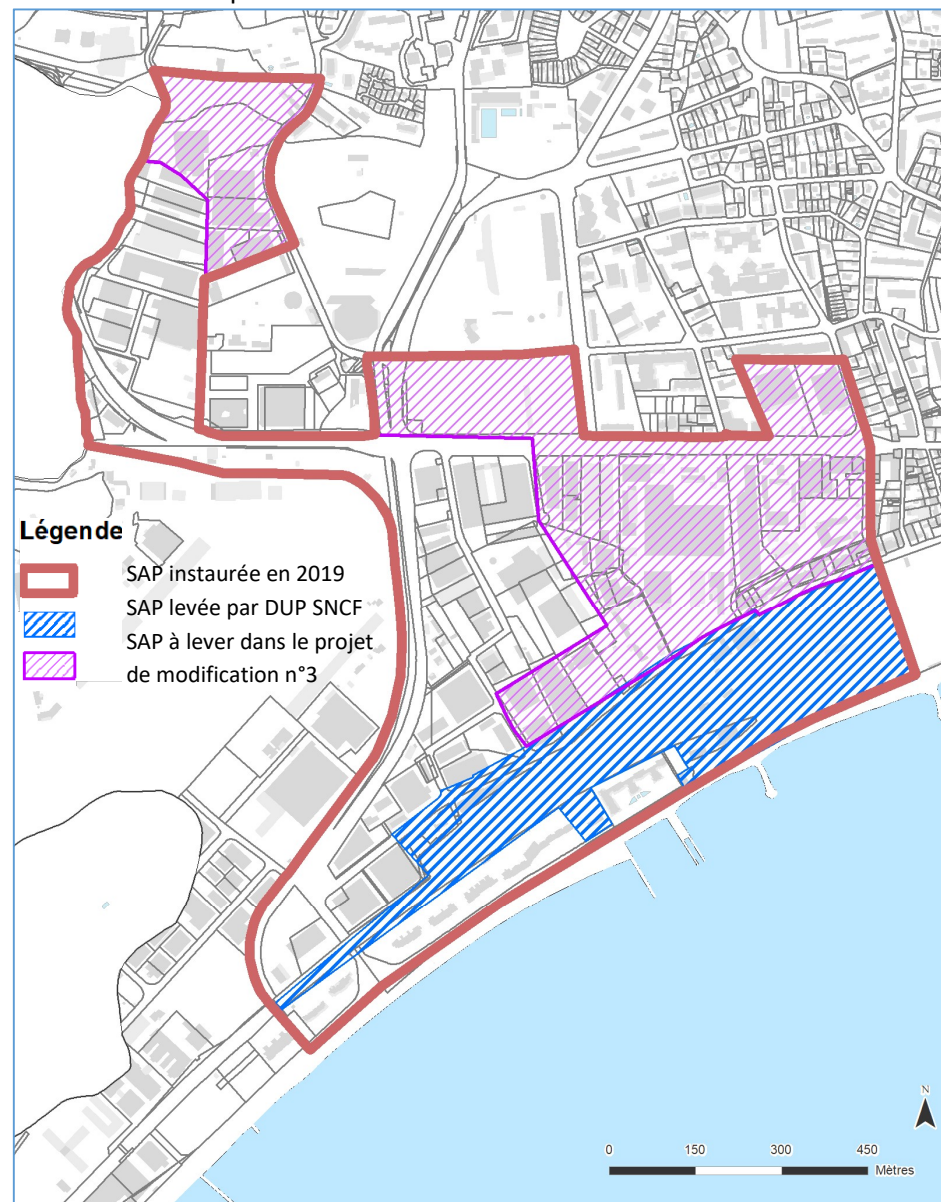 Légende
SAP instaurée en 2019
SAP levée par DUP SNCF
SAP à lever dans le projet
de modification n°3
N
0 150 300 450
Mètres